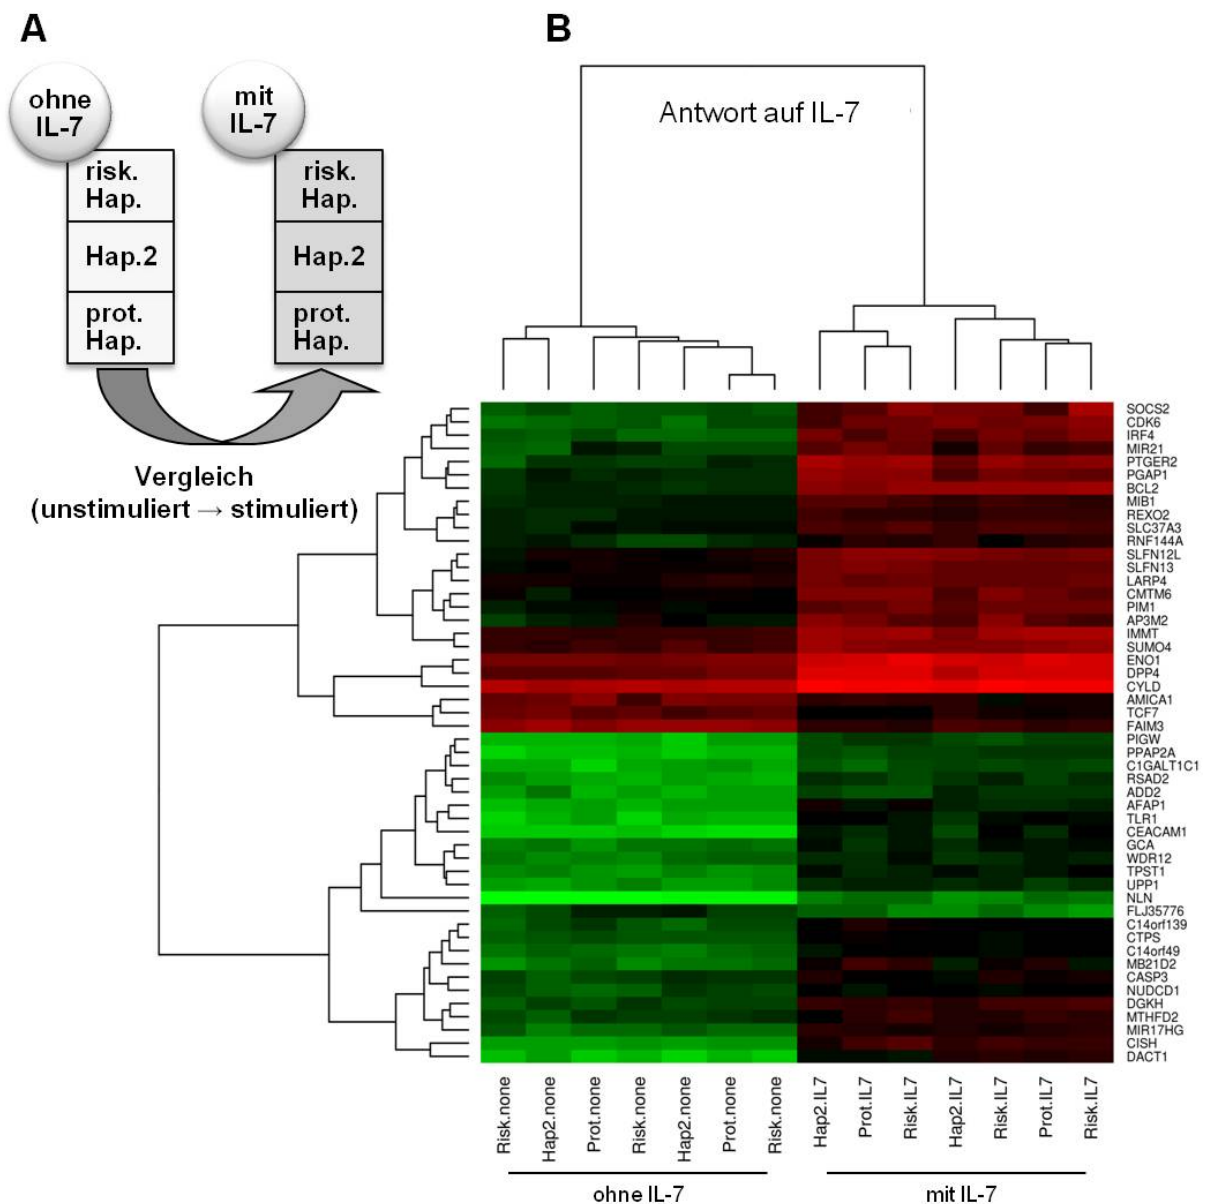 A
B
ohne
IL-7
mit
IL-7
risk.
Hap.
Hap.2
prot.
Hap.
risk.
Hap.
Hap.2
prot.
Hap.
Vergleich
(unstimuliert → stimuliert)
Antwort auf IL-7
SOCS2
CDK6
IRF4
MIR21
PTGER2
PGAP1
BCL2
MIB1
REXO2
SLC37A3
RNF144A
SLFN12L
SLFN13
LARP4
CMTM6
PIM1
AP3M2
IMMT
SUMO4
ENO1
DPP4
CYLD
AMICA1
TCF7
FAIM3
PIGW
PPAP2A
C1GALT1C1
RSAD2
ADD2
AFAP1
TLR1
CEACAM1
GCA
WDR12
TPST1
UPP1
NLN
FLJ35776
C14orf139
CTPS
C14orf49
MB21D2
CASP3
NUDCD1
DGKH
MTHFD2
MIR17HG
CISH
DACT1
Risk.none
Hap2.none
Prot.none
Risk.none
Hap2.none
Prot.none
Risk.none
Hap2.IL7
Prot.IL7
Risk.IL7
Hap2.IL7
Risk.IL7
Prot.IL7
Risk.IL7
ohne IL-7
mit IL-7